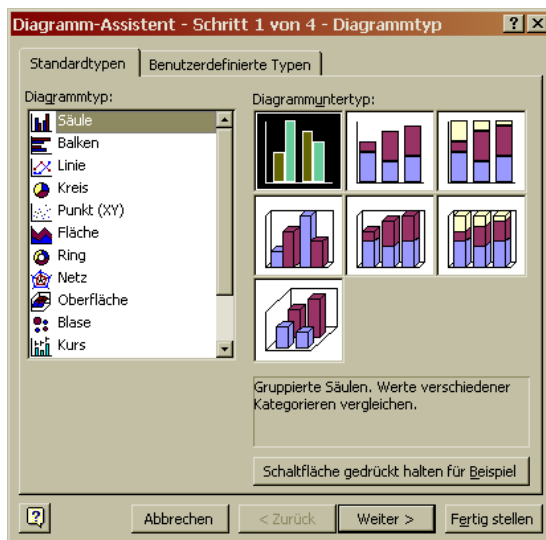 Diagramm-Assistent - Schritt 1 von 4 - Diagrammtyp
Standardtypen
Benutzerdefinierte Typen
Diagrammtyp:
Säule
Balken
Linie
Kreis
Punkt (XY)
Fläche
Ring
Netz
Oberfläche
Blase
Kurs
Diagrammuntertyp:
Gruppierte Säulen. Werte verschiedener
Kategorieren vergleichen.
Schaltfläche gedrückt halten für Beispiel
Abbrechen
< Zurück
Weiter >
Fertig stellen